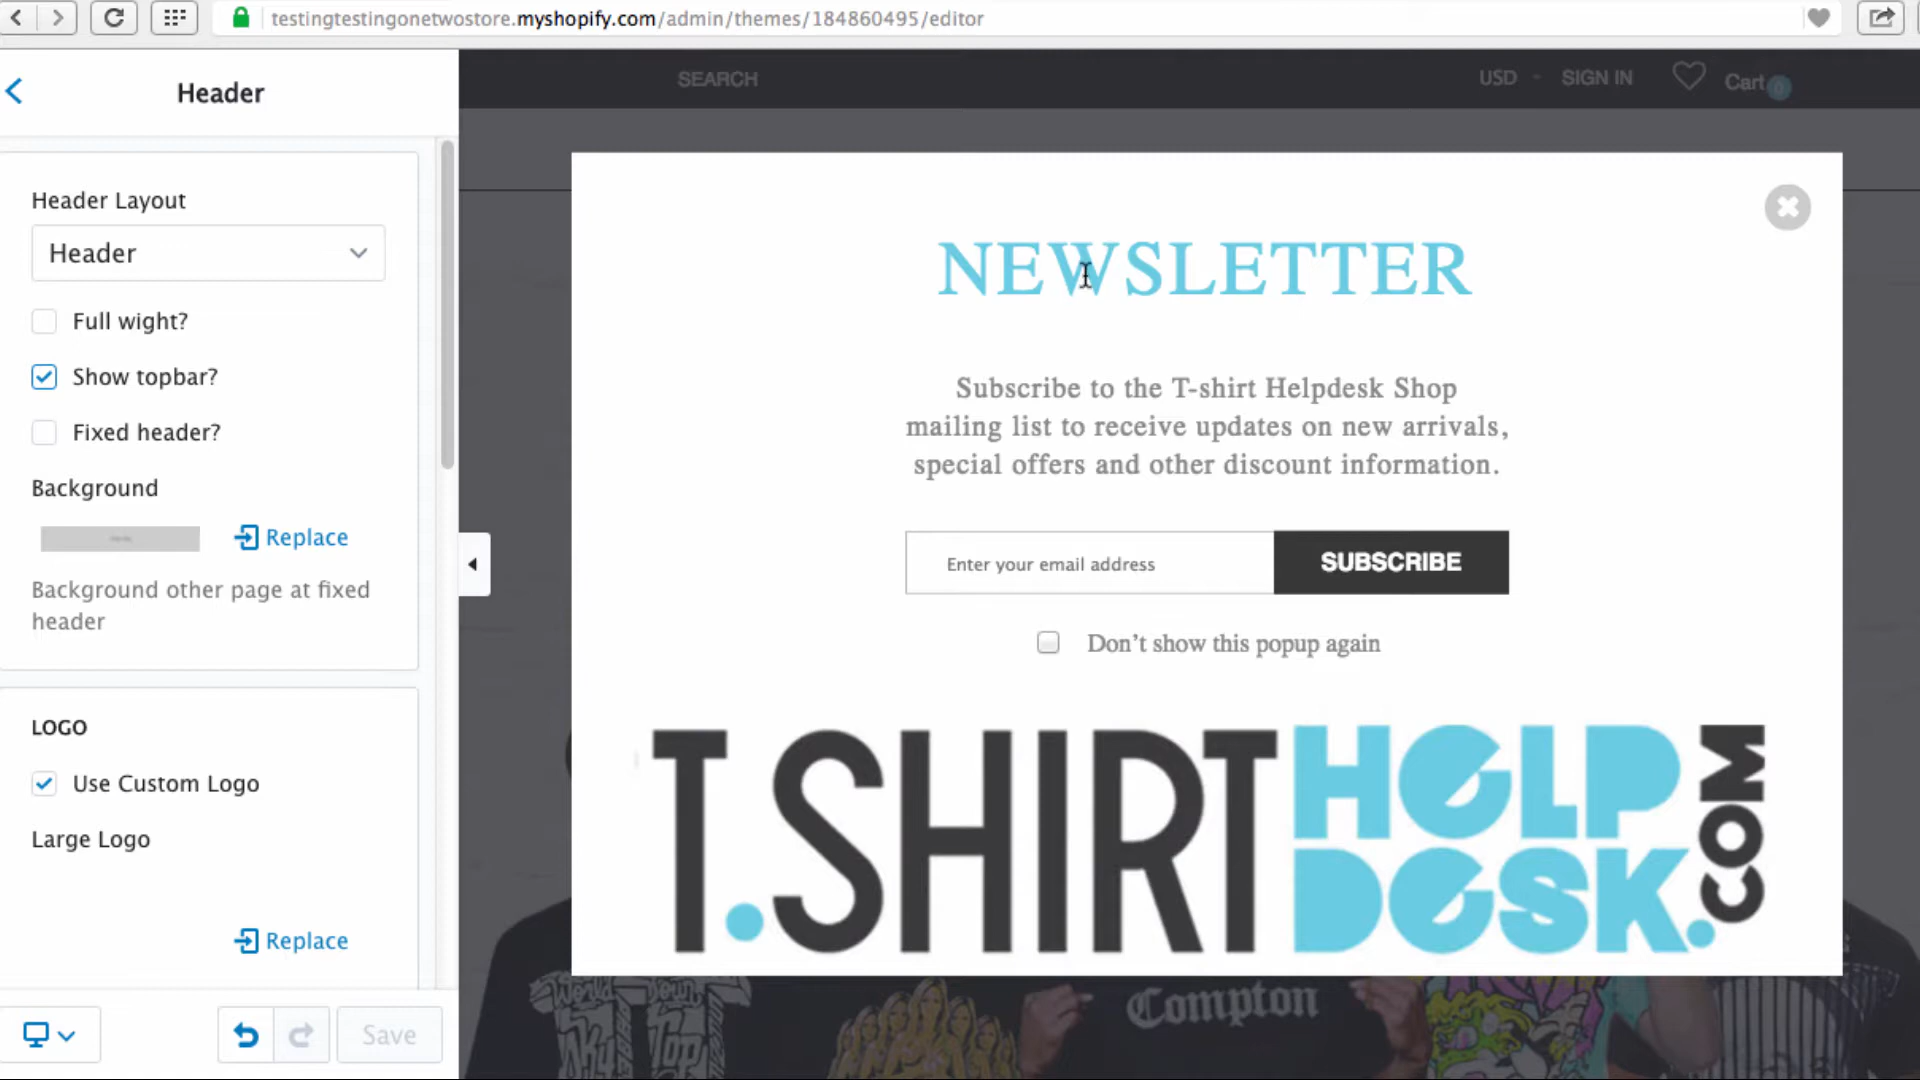 testingtestingonetwostore.myshopify.com/admin/themes/184860495/editor
Header
SEARCH
USD
SIGN IN
Cart
0
Header Layout
Header
Full wight?
Show topbar?
Fixed header?
Background
Replace
Background other page at fixed
header
LOGO
Use Custom Logo
Large Logo
Replace
Save
NEWSLETTER
Subscribe to the T-shirt Helpdesk Shop
mailing list to receive updates on new arrivals,
special offers and other discount information.
Enter your email address
SUBSCRIBE
Don't show this popup again
T.SHIRT HELP DESK.COM
World Tour
Compton